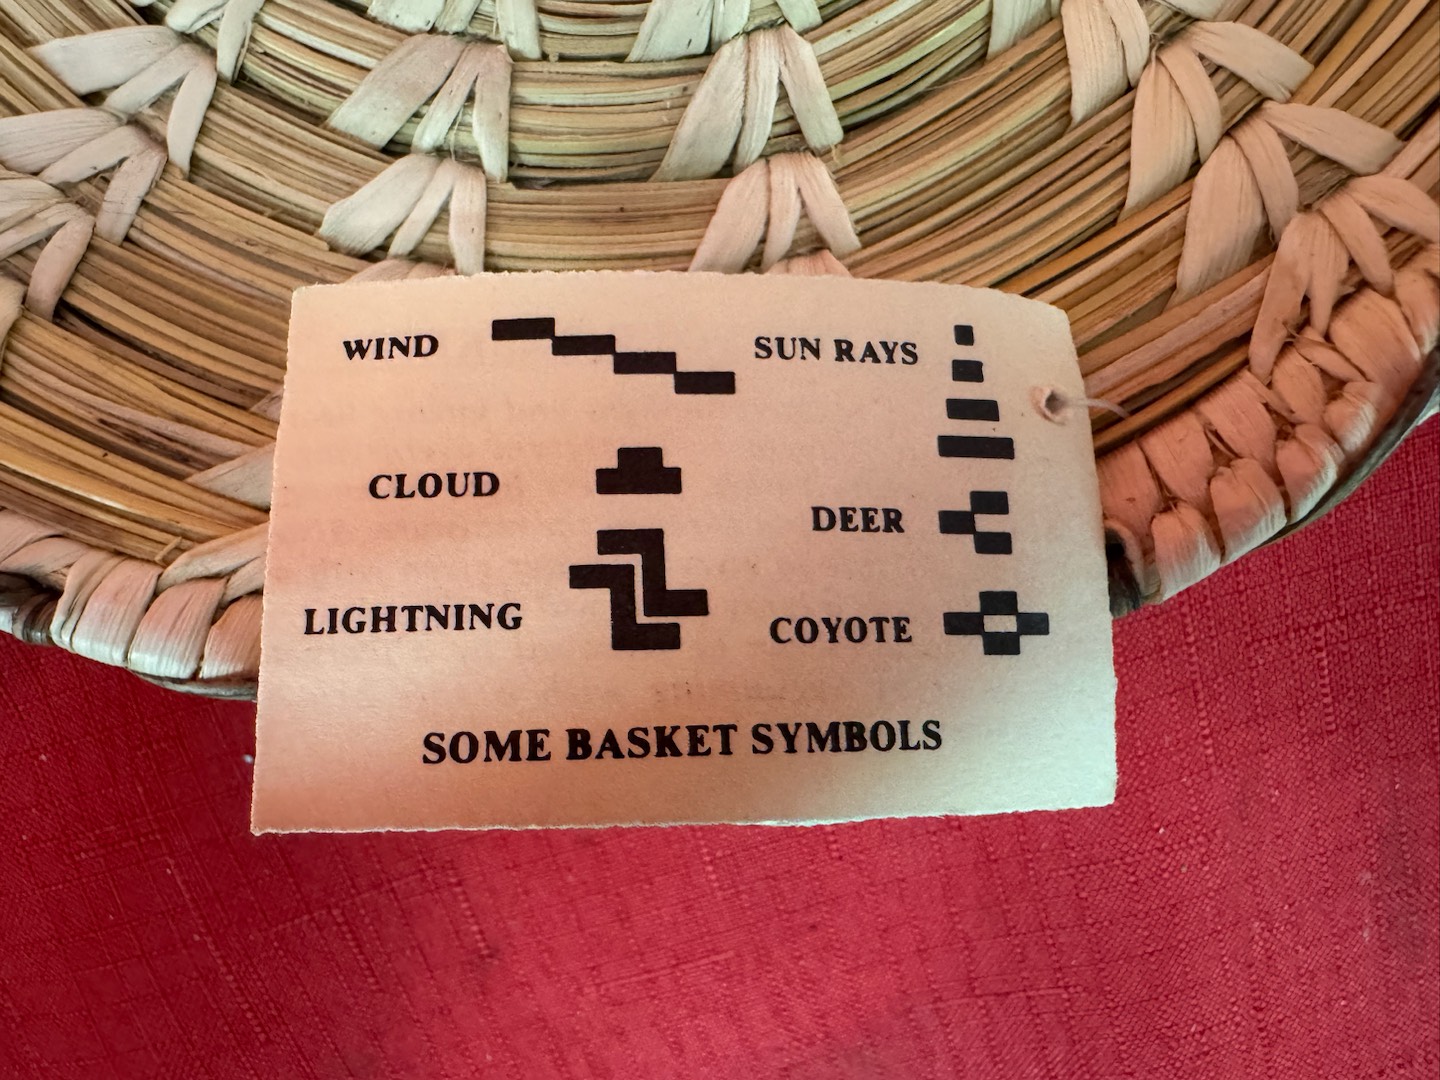 WIND
CLOUD
LIGHTNING
SUN RAYS
DEER
COYOTE
SOME BASKET SYMBOLS